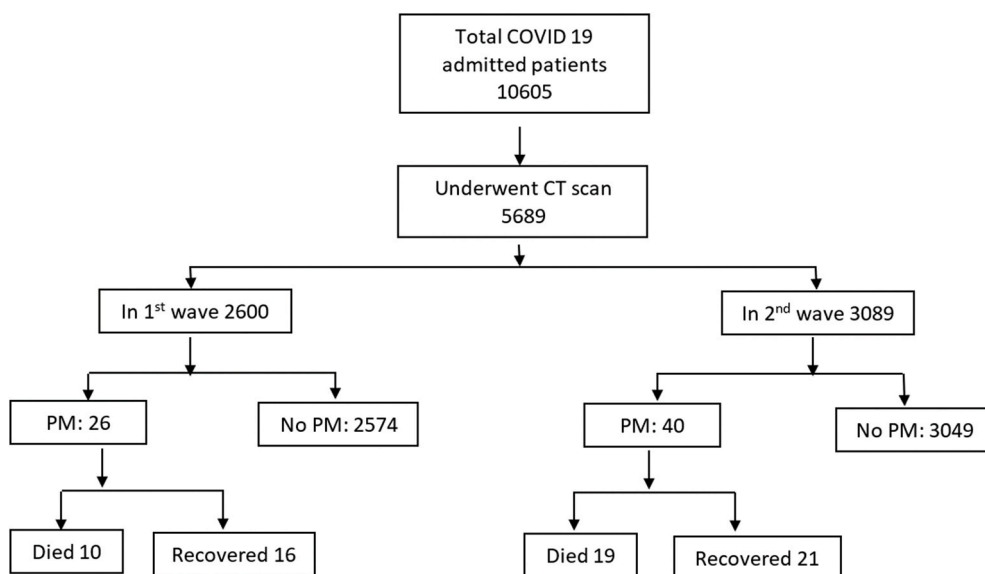 Total COVID 19
admitted patients
10605
Underwent CT scan
5689
In 1st wave 2600
In 2nd wave 3089
PM: 26
No PM: 2574
PM: 40
No PM: 3049
Died 10
Recovered 16
Died 19
Recovered 21